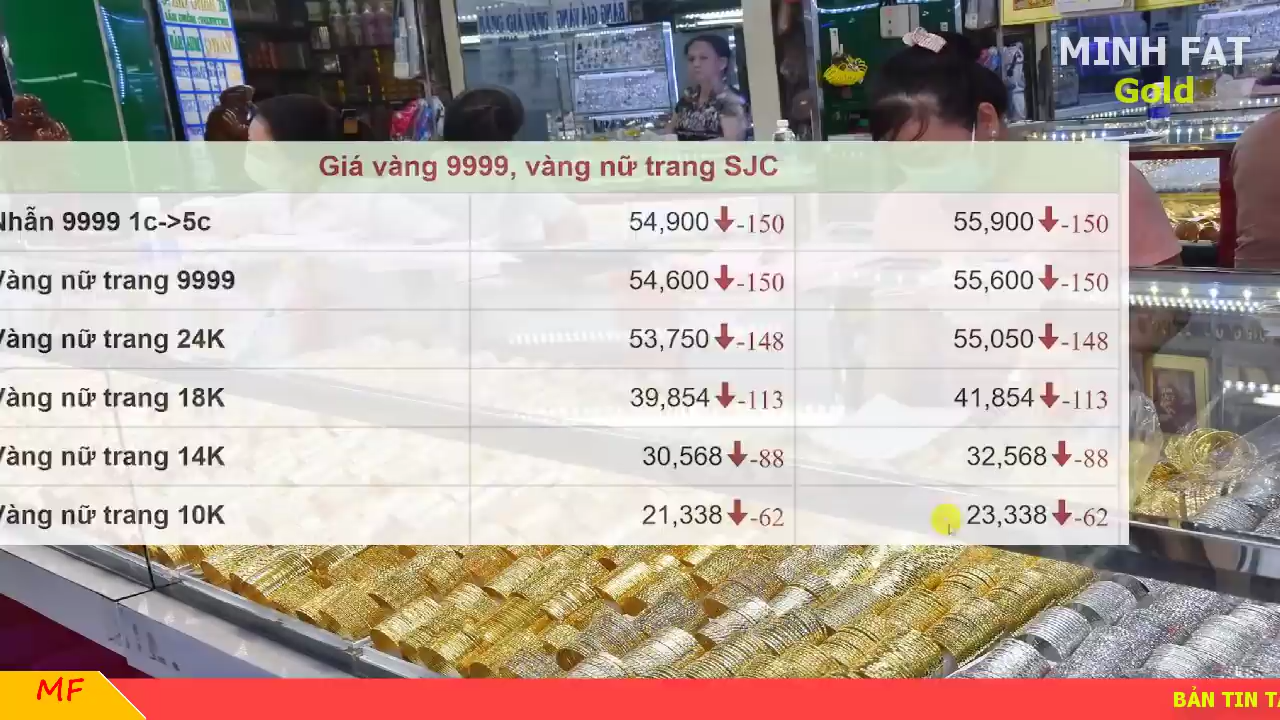 MINH FAT
Gold
Giá vàng 9999, vàng nữ trang SJC
Nhẫn 9999 1c->5c 54,900 -150 55,900 -150
Vàng nữ trang 9999 54,600 -150 55,600 -150
Vàng nữ trang 24K 53,750 -148 55,050 -148
Vàng nữ trang 18K 39,854 -113 41,854 -113
Vàng nữ trang 14K 30,568 -88 32,568 -88
Vàng nữ trang 10K 21,338 -62 23,338 -62
MF
BẢN TIN